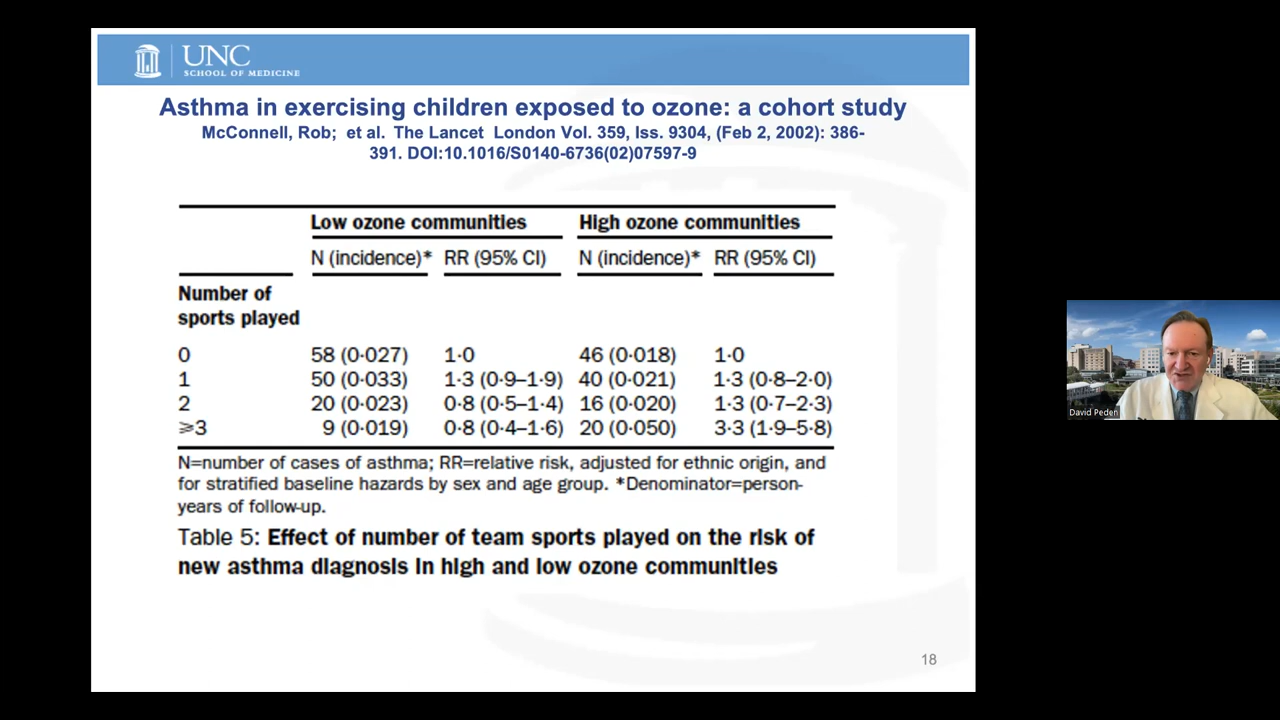 UNC
SCHOOL OF MEDICINE
Asthma in exercising children exposed to ozone: a cohort study
McConnell, Rob; et al. The Lancet London Vol. 359, Iss. 9304, (Feb 2, 2002): 386-
391. DOI:10.1016/S0140-6736(02)07597-9
Low ozone communities High ozone communities
N (incidence)* RR (95% CI) N (incidence)* RR (95% CI)
Number of
sports played
0 58 (0·027) 1·0 46 (0·018) 1·0
1 50 (0·033) 1·3 (0·9–1·9) 40 (0·021) 1·3 (0·8–2·0)
2 20 (0·023) 0·8 (0·5–1·4) 16 (0·020) 1·3 (0·7–2·3)
⩾3 9 (0·019) 0·8 (0·4–1·6) 20 (0·050) 3·3 (1·9–5·8)
N=number of cases of asthma; RR=relative risk, adjusted for ethnic origin, and
for stratified baseline hazards by sex and age group. *Denominator=person-
years of follow-up.
Table 5: Effect of number of team sports played on the risk of
new asthma diagnosis in high and low ozone communities
18
David Peden